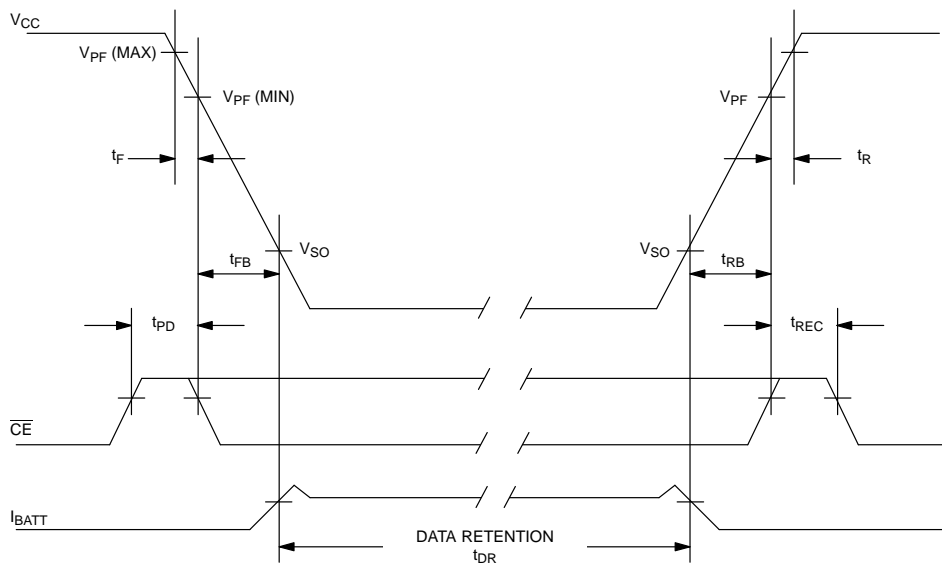 VCC
VPF (MAX)
VPF (MIN)
VPF
tF
tR
VSO
VSO
tFB
tRB
tPD
tREC
CE
IBATT
DATA RETENTION
tDR